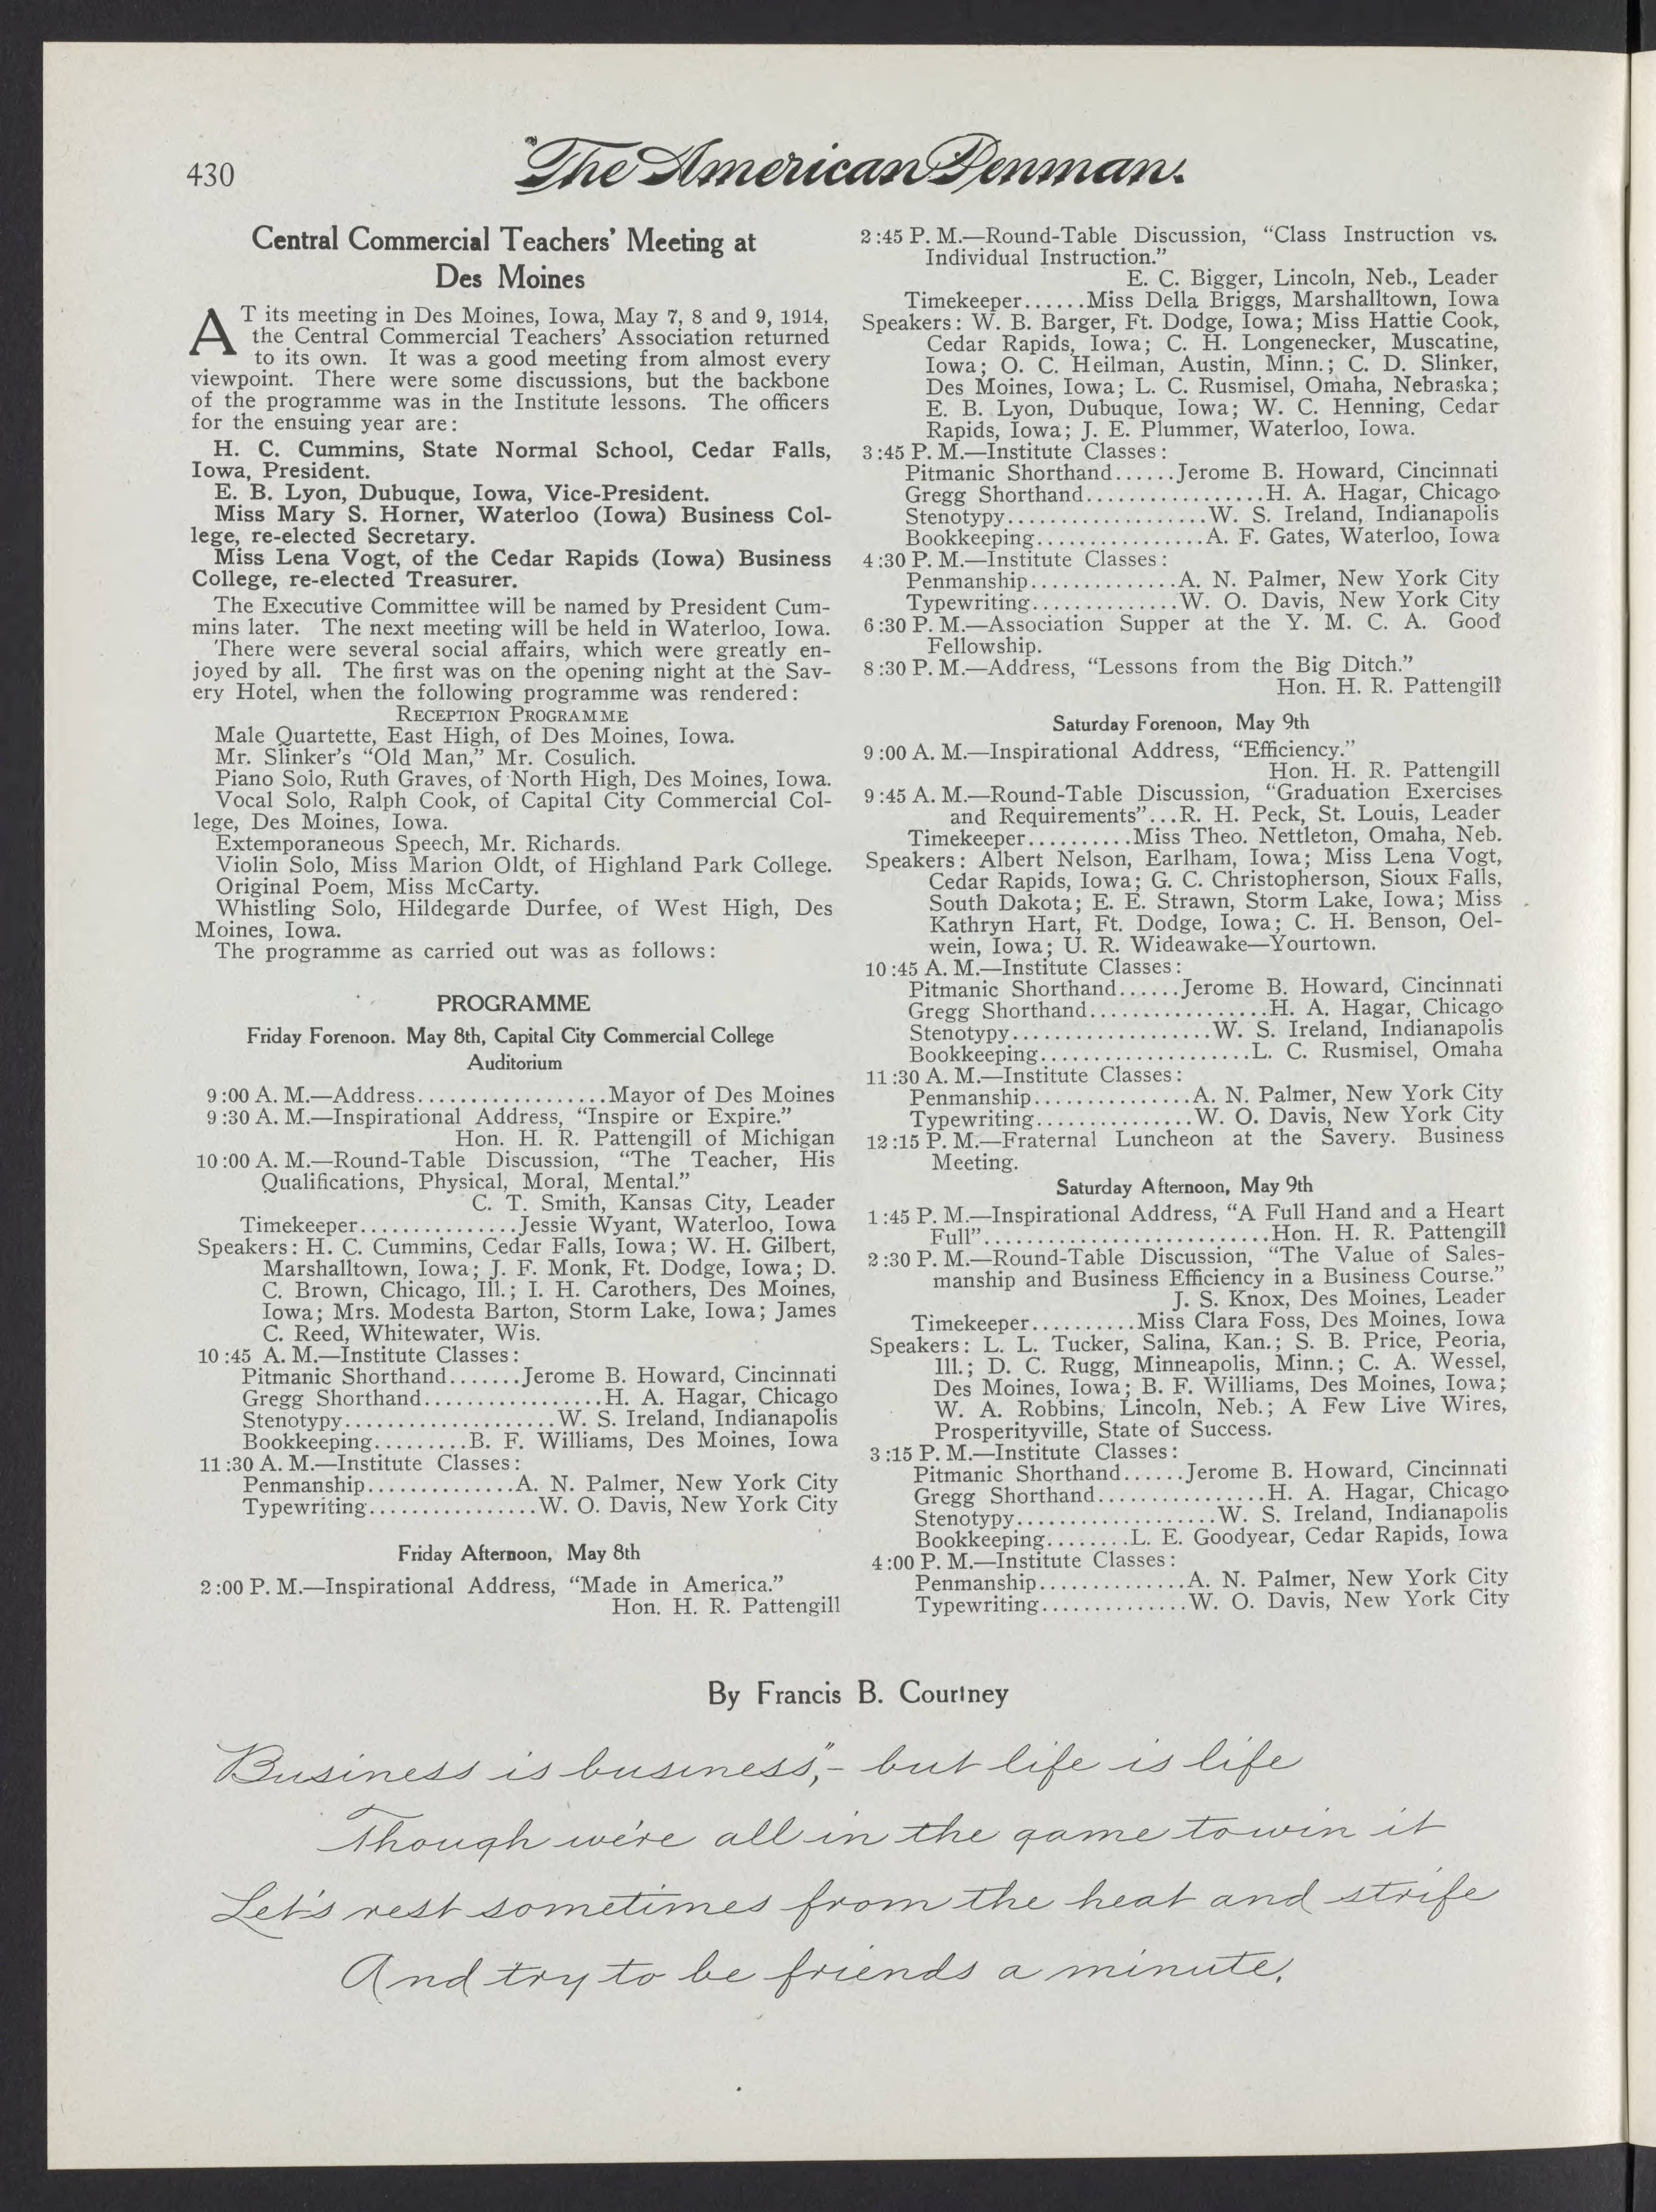 430
The American Penman.
Central Commercial Teachers' Meeting at
Des Moines
AT its meeting in Des Moines, Iowa, May 7, 8 and 9, 1914,
the Central Commercial Teachers' Association returned
to its own. It was a good meeting from almost every
viewpoint. There were some discussions, but the backbone
of the programme was in the Institute lessons. The officers
for the ensuing year are:
H. C. Cummins, State Normal School, Cedar Falls,
Iowa, President.
E. B. Lyon, Dubuque, Iowa, Vice-President.
Miss Mary S. Horner, Waterloo (Iowa) Business Col-
lege, re-elected Secretary.
Miss Lena Vogt, of the Cedar Rapids (Iowa) Business
College, re-elected Treasurer.
The Executive Committee will be named by President Cum-
mins later. The next meeting will be held in Waterloo, Iowa.
There were several social affairs, which were greatly en-
joyed by all. The first was on the opening night at the Sav-
ery Hotel, when the following programme was rendered:
RECEPTION PROGRAMME
Male Quartette, East High, of Des Moines, Iowa.
Mr. Slinker's "Old Man," Mr. Cosulich.
Piano Solo, Ruth Graves, of North High, Des Moines, Iowa.
Vocal Solo, Ralph Cook, of Capital City Commercial Col-
lege, Des Moines, Iowa.
Extemporaneous Speech, Mr. Richards.
Violin Solo, Miss Marion Oldt, of Highland Park College.
Original Poem, Miss McCarty.
Whistling Solo, Hildegarde Durfee, of West High, Des
Moines, Iowa.
The programme as carried out was as follows:
PROGRAMME
Friday Forenoon. May 8th, Capital City Commercial College
Auditorium
9:00 A. M.—Address..................Mayor of Des Moines
9:30 A. M.—Inspirational Address, "Inspire or Expire."
Hon. H. R. Pattengill of Michigan
10:00 A. M.—Round-Table Discussion, "The Teacher, His
Qualifications, Physical, Moral, Mental."
C. T. Smith, Kansas City, Leader
Timekeeper...............Jessie Wyant, Waterloo, Iowa
Speakers: H. C. Cummins, Cedar Falls, Iowa; W. H. Gilbert,
Marshalltown, Iowa; J. F. Monk, Ft. Dodge, Iowa; D.
C. Brown, Chicago, Ill.; I. H. Carothers, Des Moines,
Iowa; Mrs. Modesta Barton, Storm Lake, Iowa; James
C. Reed, Whitewater, Wis.
10:45 A. M.—Institute Classes:
Pitmanic Shorthand.......Jerome B. Howard, Cincinnati
Gregg Shorthand.................H. A. Hagar, Chicago
Stenotypy....................W. S. Ireland, Indianapolis
Bookkeeping.........B. F. Williams, Des Moines, Iowa
11:30 A. M.—Institute Classes:
Penmanship..............A. N. Palmer, New York City
Typewriting................W. O. Davis, New York City
Friday Afternoon, May 8th
2:00 P. M.—Inspirational Address, "Made in America."
Hon. H. R. Pattengill
2:45 P. M.—Round-Table Discussion, "Class Instruction vs.
Individual Instruction."
E. C. Bigger, Lincoln, Neb., Leader
Timekeeper......Miss Della Briggs, Marshalltown, Iowa
Speakers: W. B. Barger, Ft. Dodge, Iowa; Miss Hattie Cook,
Cedar Rapids, Iowa; C. H. Longenecker, Muscatine,
Iowa; O. C. Heilman, Austin, Minn.; C. D. Slinker,
Des Moines, Iowa; L. C. Rusmisel, Omaha, Nebraska;
E. B. Lyon, Dubuque, Iowa; W. C. Henning, Cedar
Rapids, Iowa; J. E. Plummer, Waterloo, Iowa.
3:45 P. M.—Institute Classes:
Pitmanic Shorthand......Jerome B. Howard, Cincinnati
Gregg Shorthand.................H. A. Hagar, Chicago
Stenotypy...................W. S. Ireland, Indianapolis
Bookkeeping................A. F. Gates, Waterloo, Iowa
4:30 P. M.—Institute Classes:
Penmanship..............A. N. Palmer, New York City
Typewriting..............W. O. Davis, New York City
6:30 P. M.—Association Supper at the Y. M. C. A. Good
Fellowship.
8:30 P. M.—Address, "Lessons from the Big Ditch."
Hon. H. R. Pattengill
Saturday Forenoon, May 9th
9:00 A. M.—Inspirational Address, "Efficiency."
Hon. H. R. Pattengill
9:45 A. M.—Round-Table Discussion, "Graduation Exercises
and Requirements"...R. H. Peck, St. Louis, Leader
Timekeeper..........Miss Theo. Nettleton, Omaha, Neb.
Speakers: Albert Nelson, Earlham, Iowa; Miss Lena Vogt,
Cedar Rapids, Iowa; G. C. Christopherson, Sioux Falls,
South Dakota; E. E. Strawn, Storm Lake, Iowa; Miss
Kathryn Hart, Ft. Dodge, Iowa; C. H. Benson, Oel-
wein, Iowa; U. R. Wideawake—Yourtown.
10:45 A. M.—Institute Classes:
Pitmanic Shorthand......Jerome B. Howard, Cincinnati
Gregg Shorthand.................H. A. Hagar, Chicago
Stenotypy...................W. S. Ireland, Indianapolis
Bookkeeping....................L. C. Rusmisel, Omaha
11:30 A. M.—Institute Classes:
Penmanship...............A. N. Palmer, New York City
Typewriting...............W. O. Davis, New York City
12:15 P. M.—Fraternal Luncheon at the Savery. Business
Meeting.
Saturday Afternoon, May 9th
1:45 P. M.—Inspirational Address, "A Full Hand and a Heart
Full"...........................Hon. H. R. Pattengill
2:30 P. M.—Round-Table Discussion, "The Value of Sales-
manship and Business Efficiency in a Business Course."
J. S. Knox, Des Moines, Leader
Timekeeper..........Miss Clara Foss, Des Moines, Iowa
Speakers: L. L. Tucker, Salina, Kan.; S. B. Price, Peoria,
Ill.; D. C. Rugg, Minneapolis, Minn.; C. A. Wessel,
Des Moines, Iowa; B. F. Williams, Des Moines, Iowa;
W. A. Robbins, Lincoln, Neb.; A Few Live Wires,
Prosperityville, State of Success.
3:15 P. M.—Institute Classes:
Pitmanic Shorthand......Jerome B. Howard, Cincinnati
Gregg Shorthand................H. A. Hagar, Chicago
Stenotypy...................W. S. Ireland, Indianapolis
Bookkeeping........L. E. Goodyear, Cedar Rapids, Iowa
4:00 P. M.—Institute Classes:
Penmanship..............A. N. Palmer, New York City
Typewriting..............W. O. Davis, New York City
By Francis B. Courtney
"Business is business",- but life is life
Though we're all in the game to win it
Let's rest sometimes from the heat and strife
And try to be friends a minute.